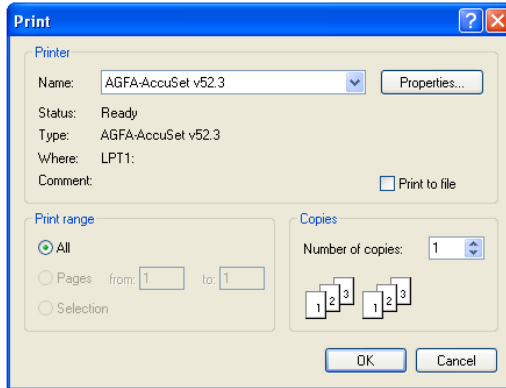 Print
Printer
Name: AGFA-AccuSet v52.3 Properties...
Status: Ready
Type: AGFA-AccuSet v52.3
Where: LPT1:
Comment: Print to file
Print range
All
Pages from: 1 to: 1
Selection
Copies
Number of copies: 1
1 2 3 1 2 3
OK Cancel